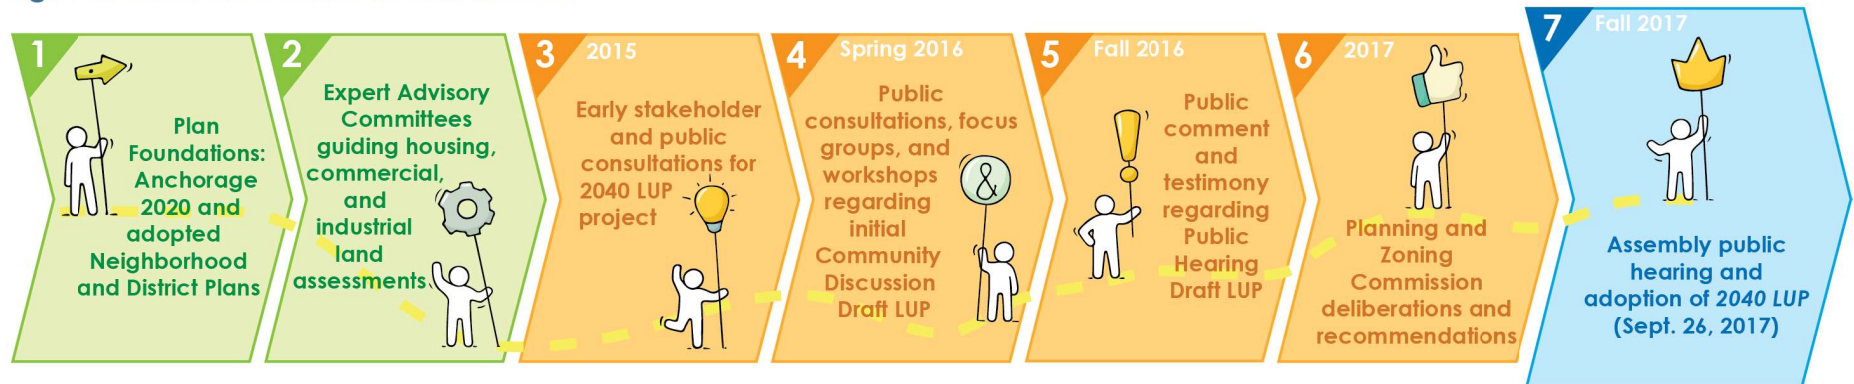 1
Plan
Foundations:
Anchorage
2020 and
adopted
Neighborhood
and District Plans
2
Expert Advisory
Committees
guiding housing,
commercial,
and
industrial
land
assessments
3
2015
Early stakeholder
and public
consultations for
2040 LUP
project
4
Spring 2016
Public
consultations, focus
groups, and
workshops
regarding
initial
Community
Discussion
Draft LUP
&
5
Fall 2016
Public
comment
and
testimony
regarding
Public
Hearing
Draft LUP
6
2017
Planning and
Zoning
Commission
deliberations and
recommendations
7
Fall 2017
Assembly public
hearing and
adoption of 2040 LUP
(Sept. 26, 2017)